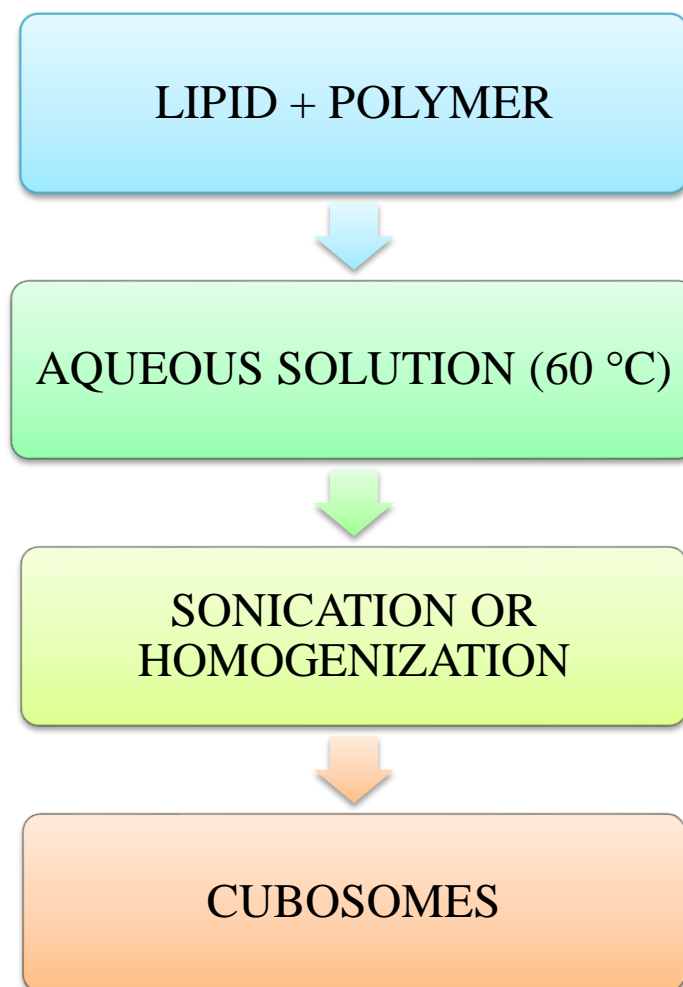 LIPID + POLYMER
AQUEOUS SOLUTION (60 °C)
SONICATION OR
HOMOGENIZATION
CUBOSOMES